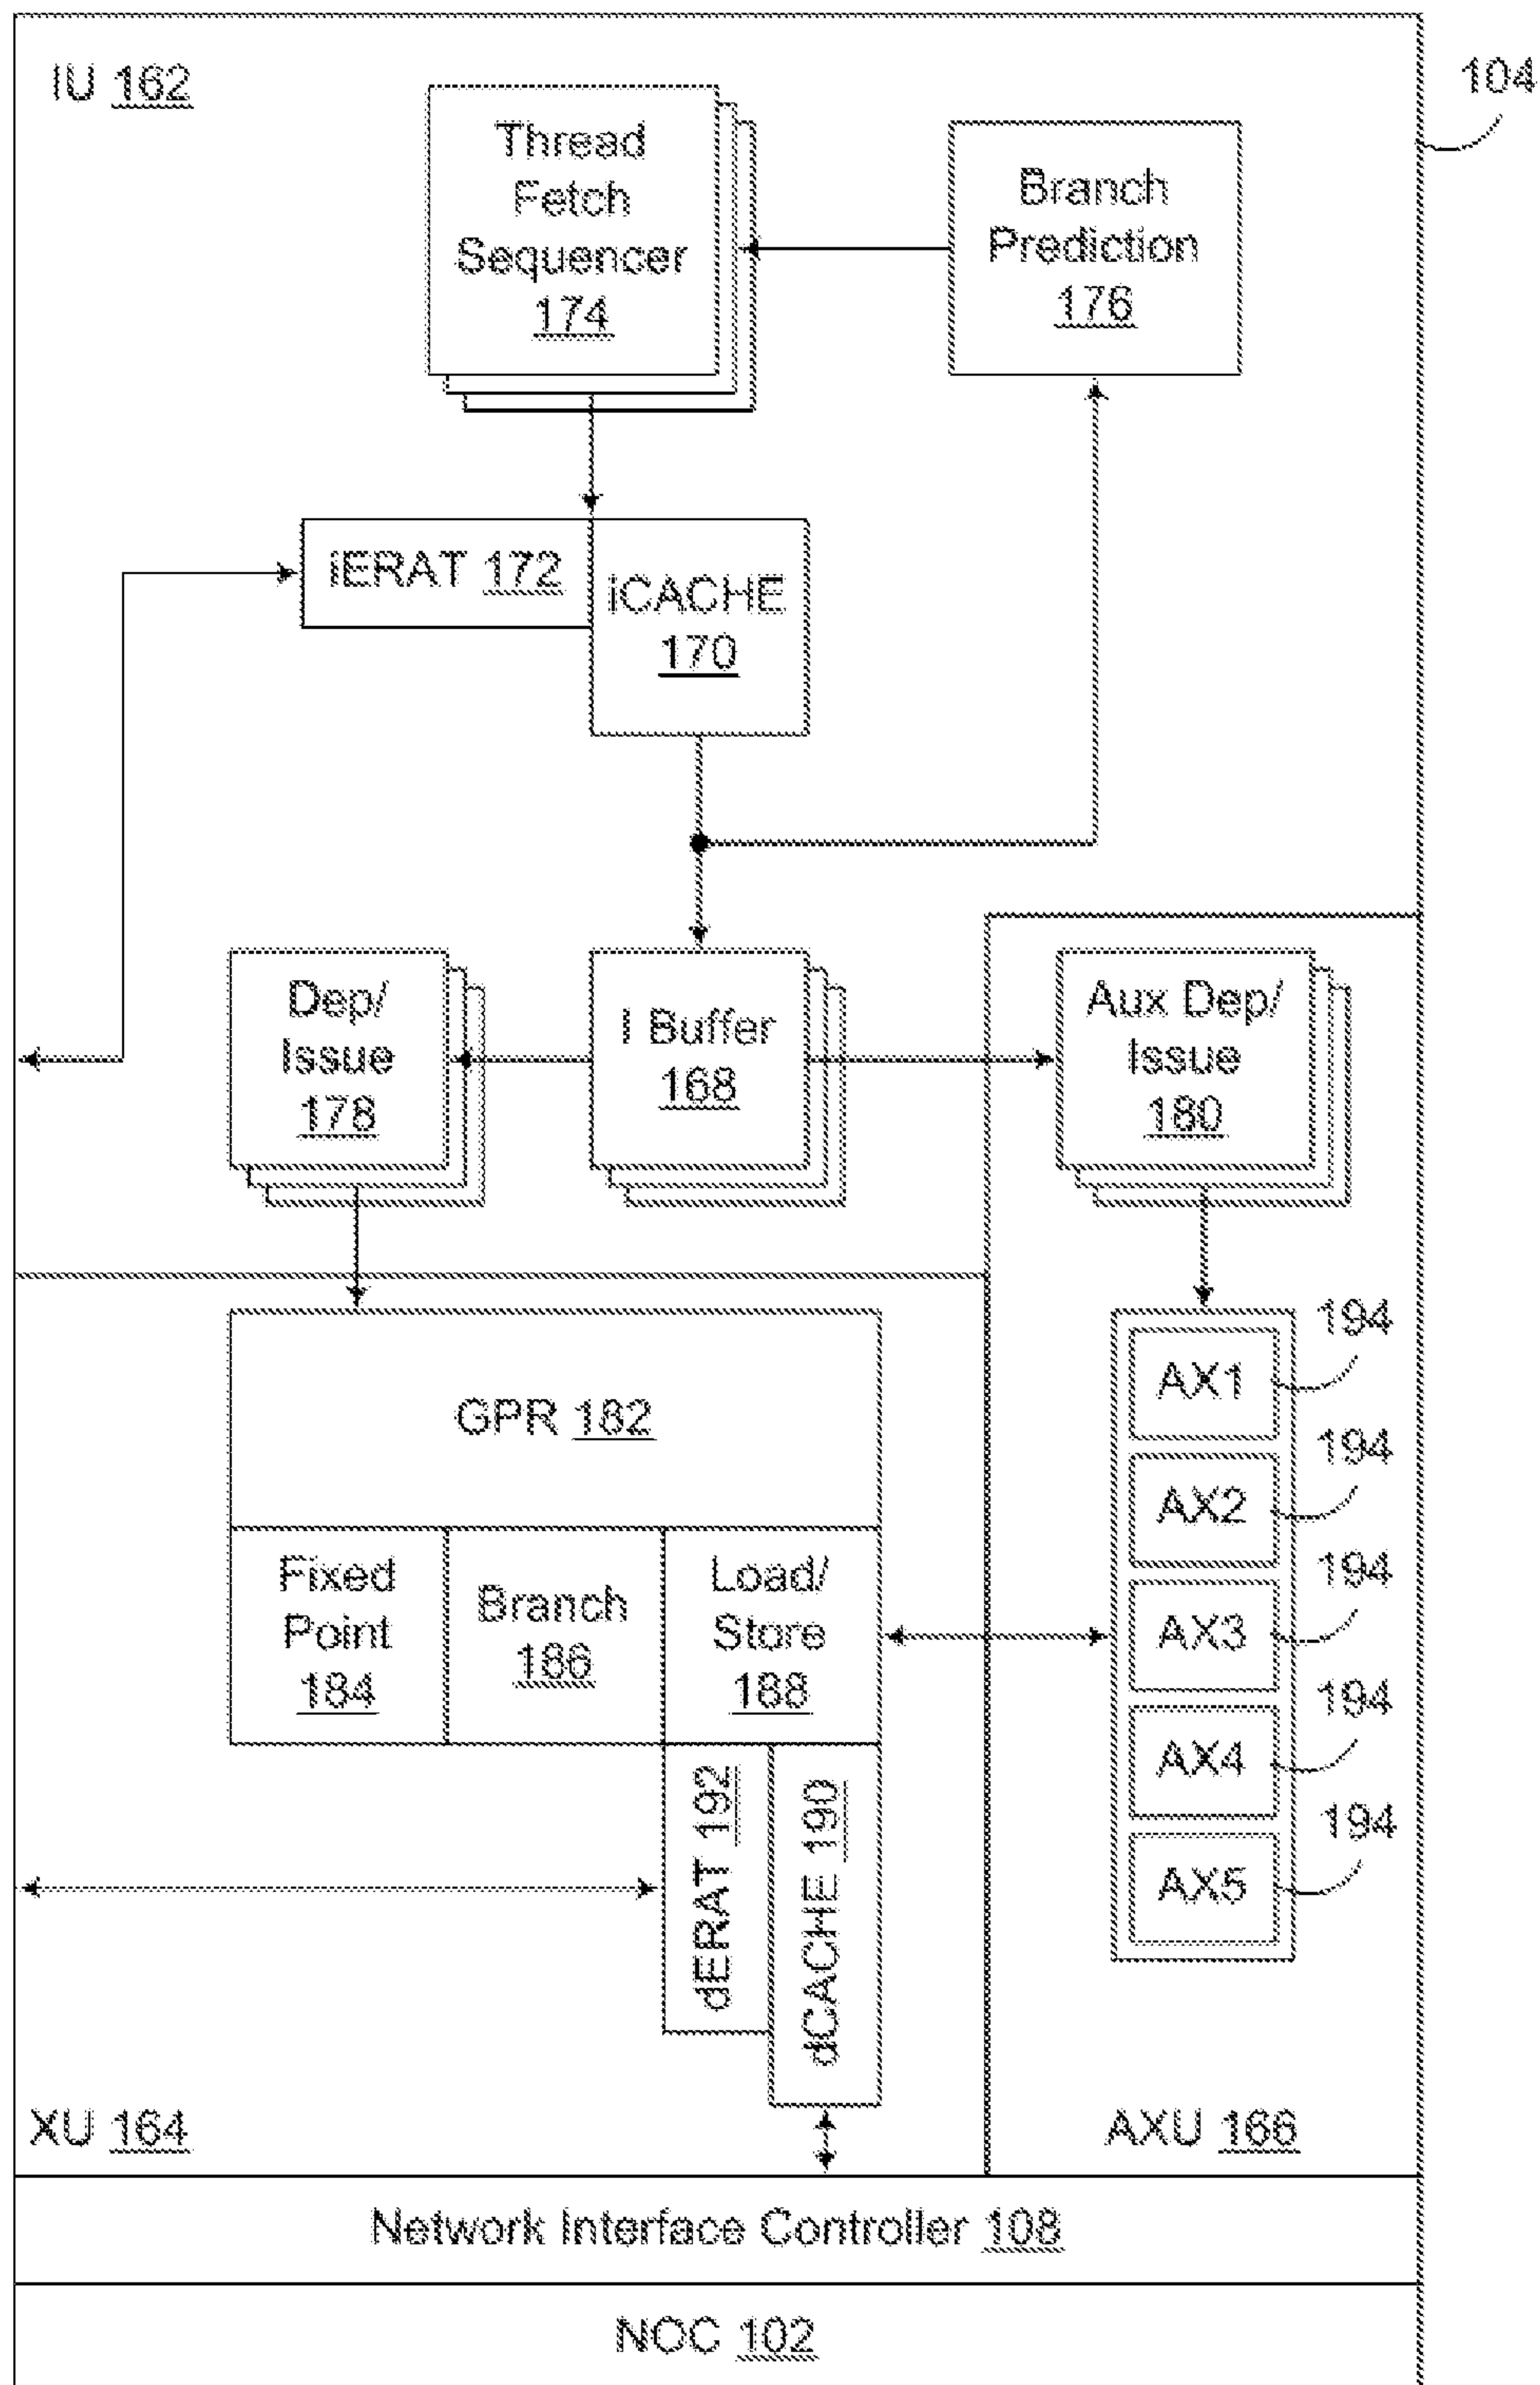 IU 162
104
Thread
Fetch
Sequencer
174
Branch
Prediction
176
iERAT 172
iCACHE
170
Dep/
Issue
178
I Buffer
168
Aux Dep/
Issue
180
GPR 182
Fixed
Point
184
Branch
186
Load/
Store
188
AX1
194
AX2
194
AX3
194
AX4
194
AX5
194
dERAT 192
dCACHE 190
XU 164
AXU 166
Network Interface Controller 108
NOC 102